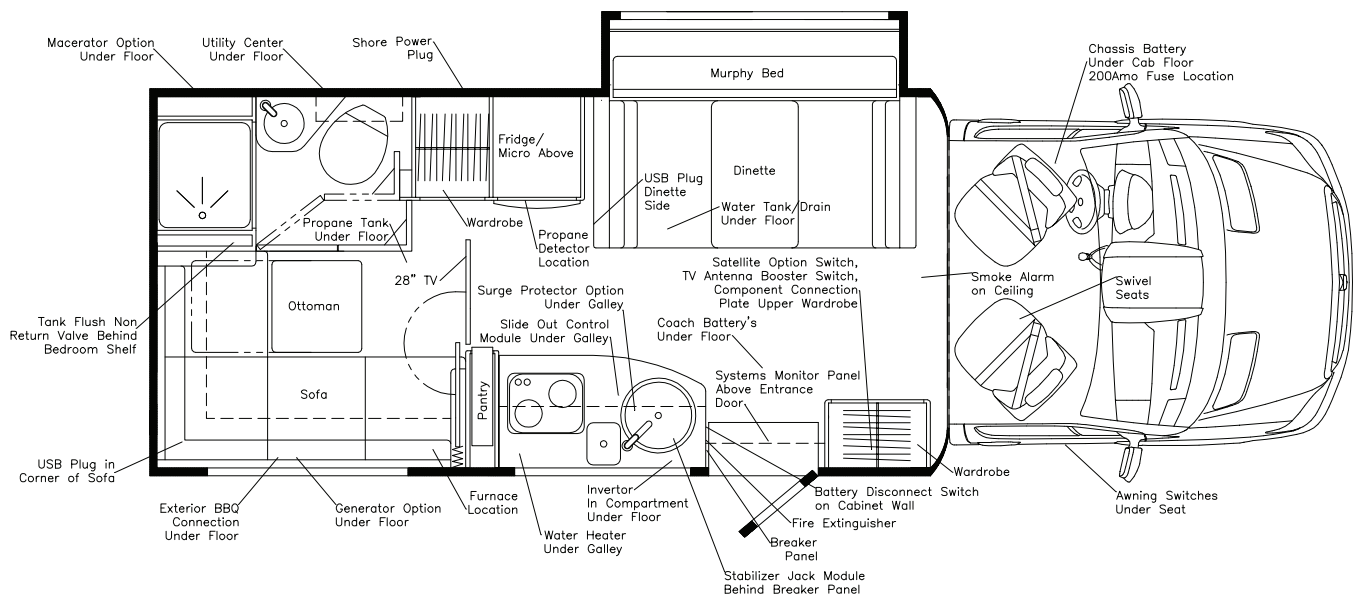 Macerator Option
Under Floor
Utility Center
Under Floor
Shore Power
Plug
Murphy Bed
Chassis Battery
Under Cab Floor
200Amo Fuse Location
Fridge/
Micro Above
Dinette
USB Plug
Dinette
Side
Water Tank/Drain
Under Floor
Propane Tank
Under Floor
Wardrobe
Propane
Detector
Location
28" TV
Satellite Option Switch,
TV Antenna Booster Switch,
Component Connection
Plate Upper Wardrobe
Smoke Alarm
on Ceiling
Swivel
Seats
Ottoman
Surge Protector Option
Under Galley
Slide Out Control
Module Under Galley
Coach Battery's
Under Floor
Tank Flush Non
Return Valve Behind
Bedroom Shelf
Systems Monitor Panel
Above Entrance
Door
Sofa
Pantry
USB Plug in
Corner of Sofa
Wardrobe
Exterior BBQ
Connection
Under Floor
Generator Option
Under Floor
Furnace
Location
Invertor
In Compartment
Under Floor
Battery Disconnect Switch
on Cabinet Wall
Awning Switches
Under Seat
Water Heater
Under Galley
Fire Extinguisher
Breaker
Panel
Stabilizer Jack Module
Behind Breaker Panel